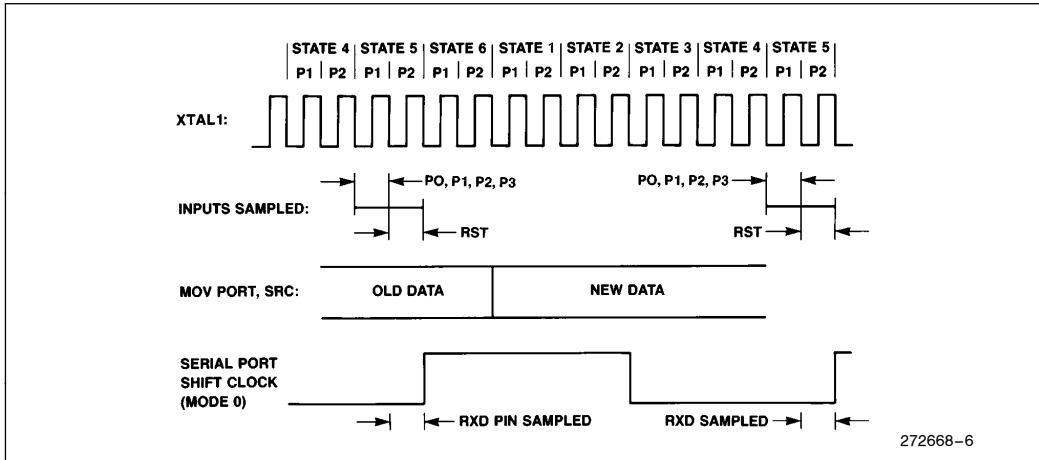 STATE 4 STATE 5 STATE 6 STATE 1 STATE 2 STATE 3 STATE 4 STATE 5
P1 P2 P1 P2 P1 P2 P1 P2 P1 P2 P1 P2 P1 P2 P1 P2
XTAL1:
PO, P1, P2, P3 PO, P1, P2, P3
INPUTS SAMPLED:
RST RST
MOV PORT, SRC: OLD DATA NEW DATA
SERIAL PORT
SHIFT CLOCK
(MODE 0)
RXD PIN SAMPLED RXD SAMPLED
272668–6